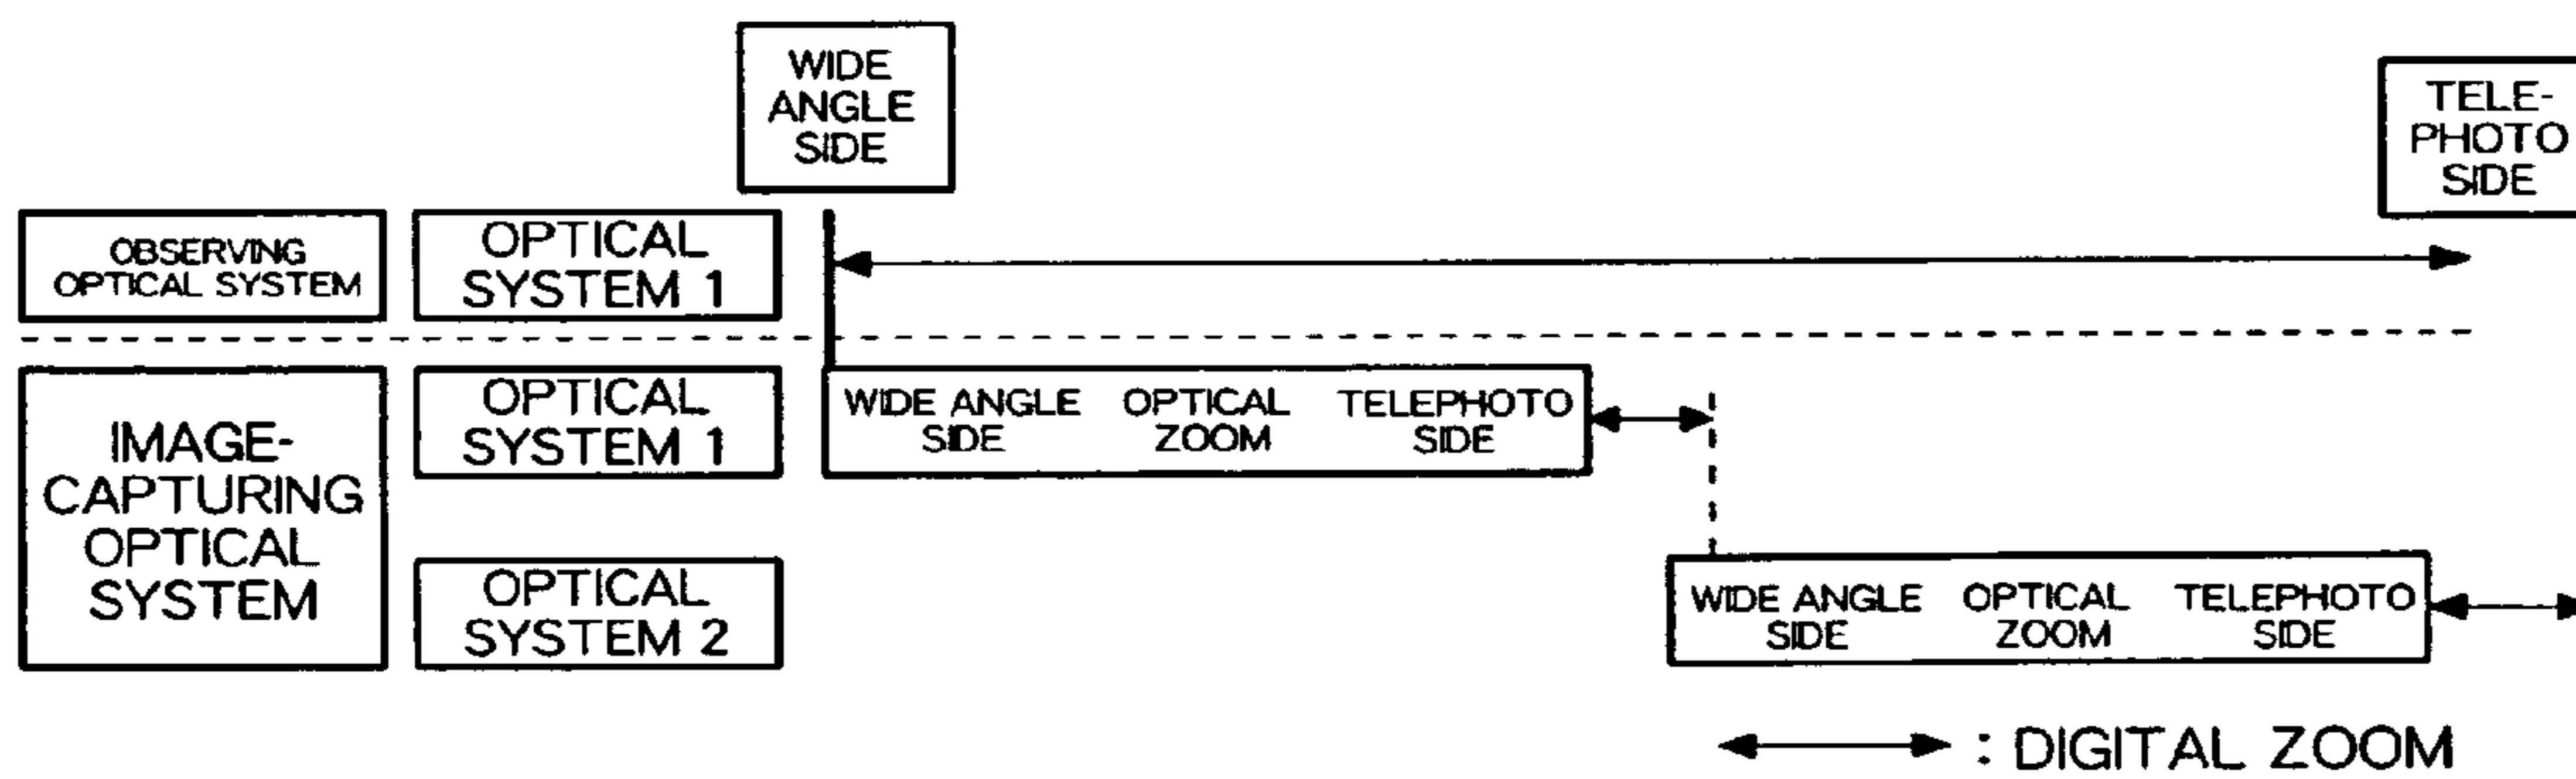 WIDE
ANGLE
SIDE
TELE-
PHOTO
SIDE
OBSERVING
OPTICAL SYSTEM
OPTICAL
SYSTEM 1
IMAGE-
CAPTURING
OPTICAL
SYSTEM
OPTICAL
SYSTEM 1
WIDE ANGLE
SIDE
OPTICAL
ZOOM
TELEPHOTO
SIDE
OPTICAL
SYSTEM 2
WIDE ANGLE
SIDE
OPTICAL
ZOOM
TELEPHOTO
SIDE
: DIGITAL ZOOM